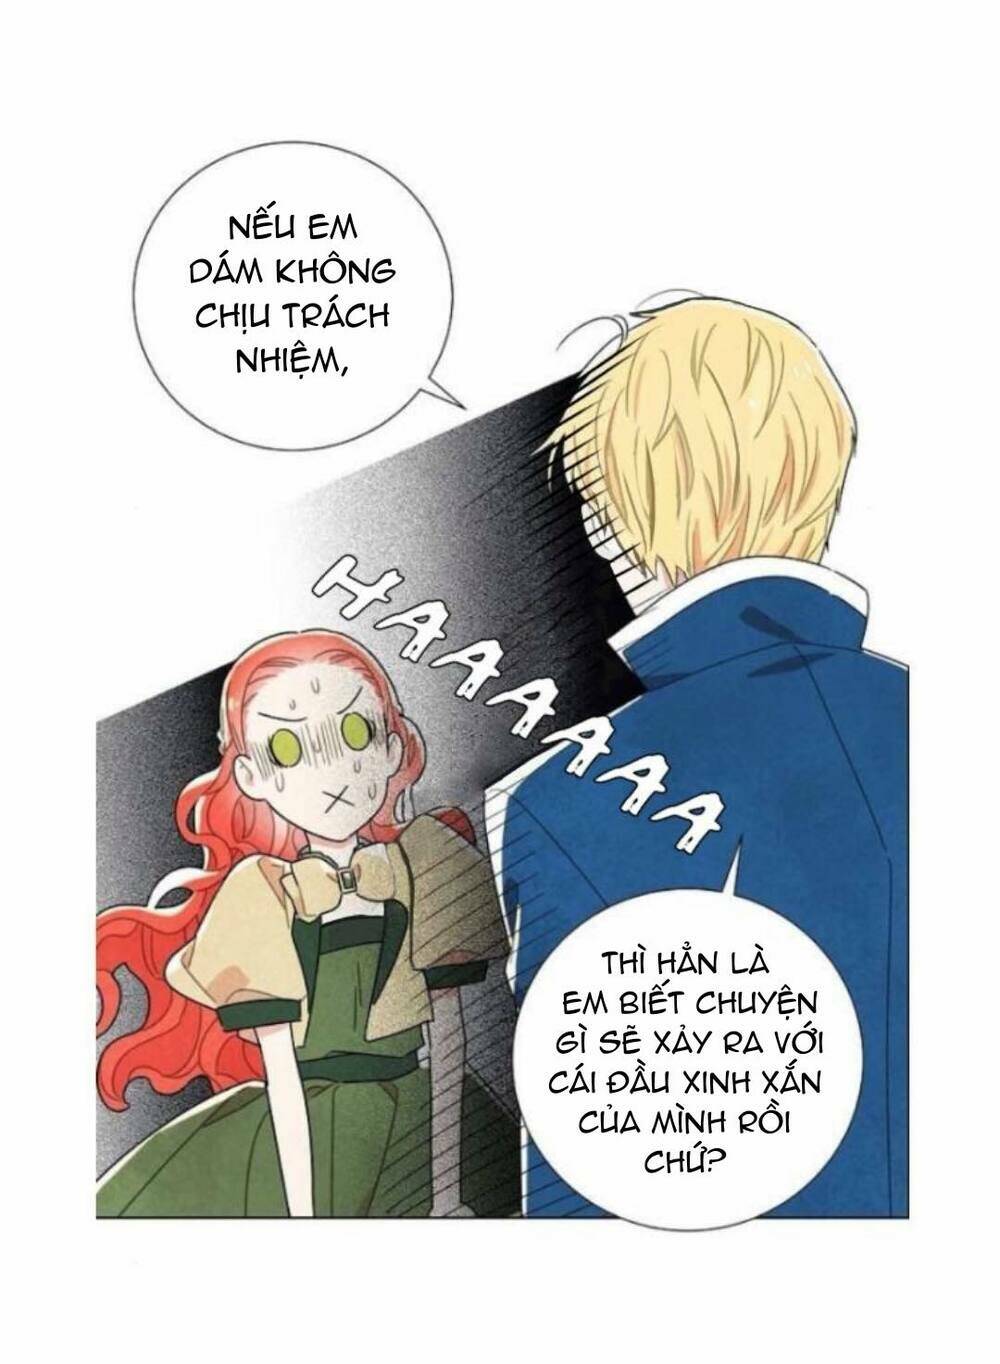 NẾU EM
DÁM KHÔNG
CHỊU TRÁCH
NHIỆM,
HAAAAAAAA
THÌ HẲN LÀ
EM BIẾT CHUYỆN
GÌ SẼ XẢY RA VỚI
CÁI ĐẦU XINH XẮN
CỦA MÌNH RỒI
CHỨ?